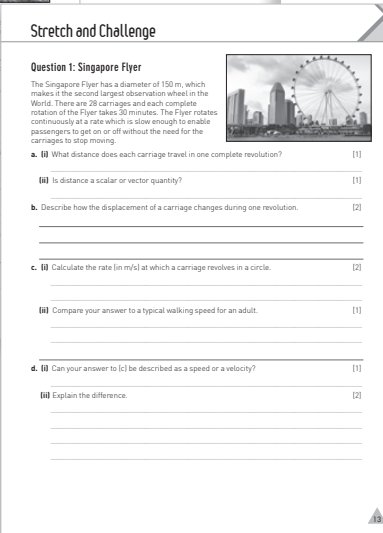 Stretch and Challenge
Question 1: Singapore Flyer
The Singapore Flyer has a diameter of 150 m, which
makes it the second largest observation wheel in the
World. There are 28 carriages and each complete
rotation of the Flyer takes 30 minutes. The Flyer rotates
continuously at a rate which is slow enough to enable
passengers to get on or off without the need for the
carriages to stop moving.
a. (i) What distance does each carriage travel in one complete revolution? [1]
(ii) Is distance a scalar or vector quantity? [1]
b. Describe how the displacement of a carriage changes during one revolution. [2]
c. (i) Calculate the rate (in m/s) at which a carriage revolves in a circle. [2]
(ii) Compare your answer to a typical walking speed for an adult. [1]
d. (i) Can your answer to (c) be described as a speed or a velocity? [1]
(ii) Explain the difference. [2]
13